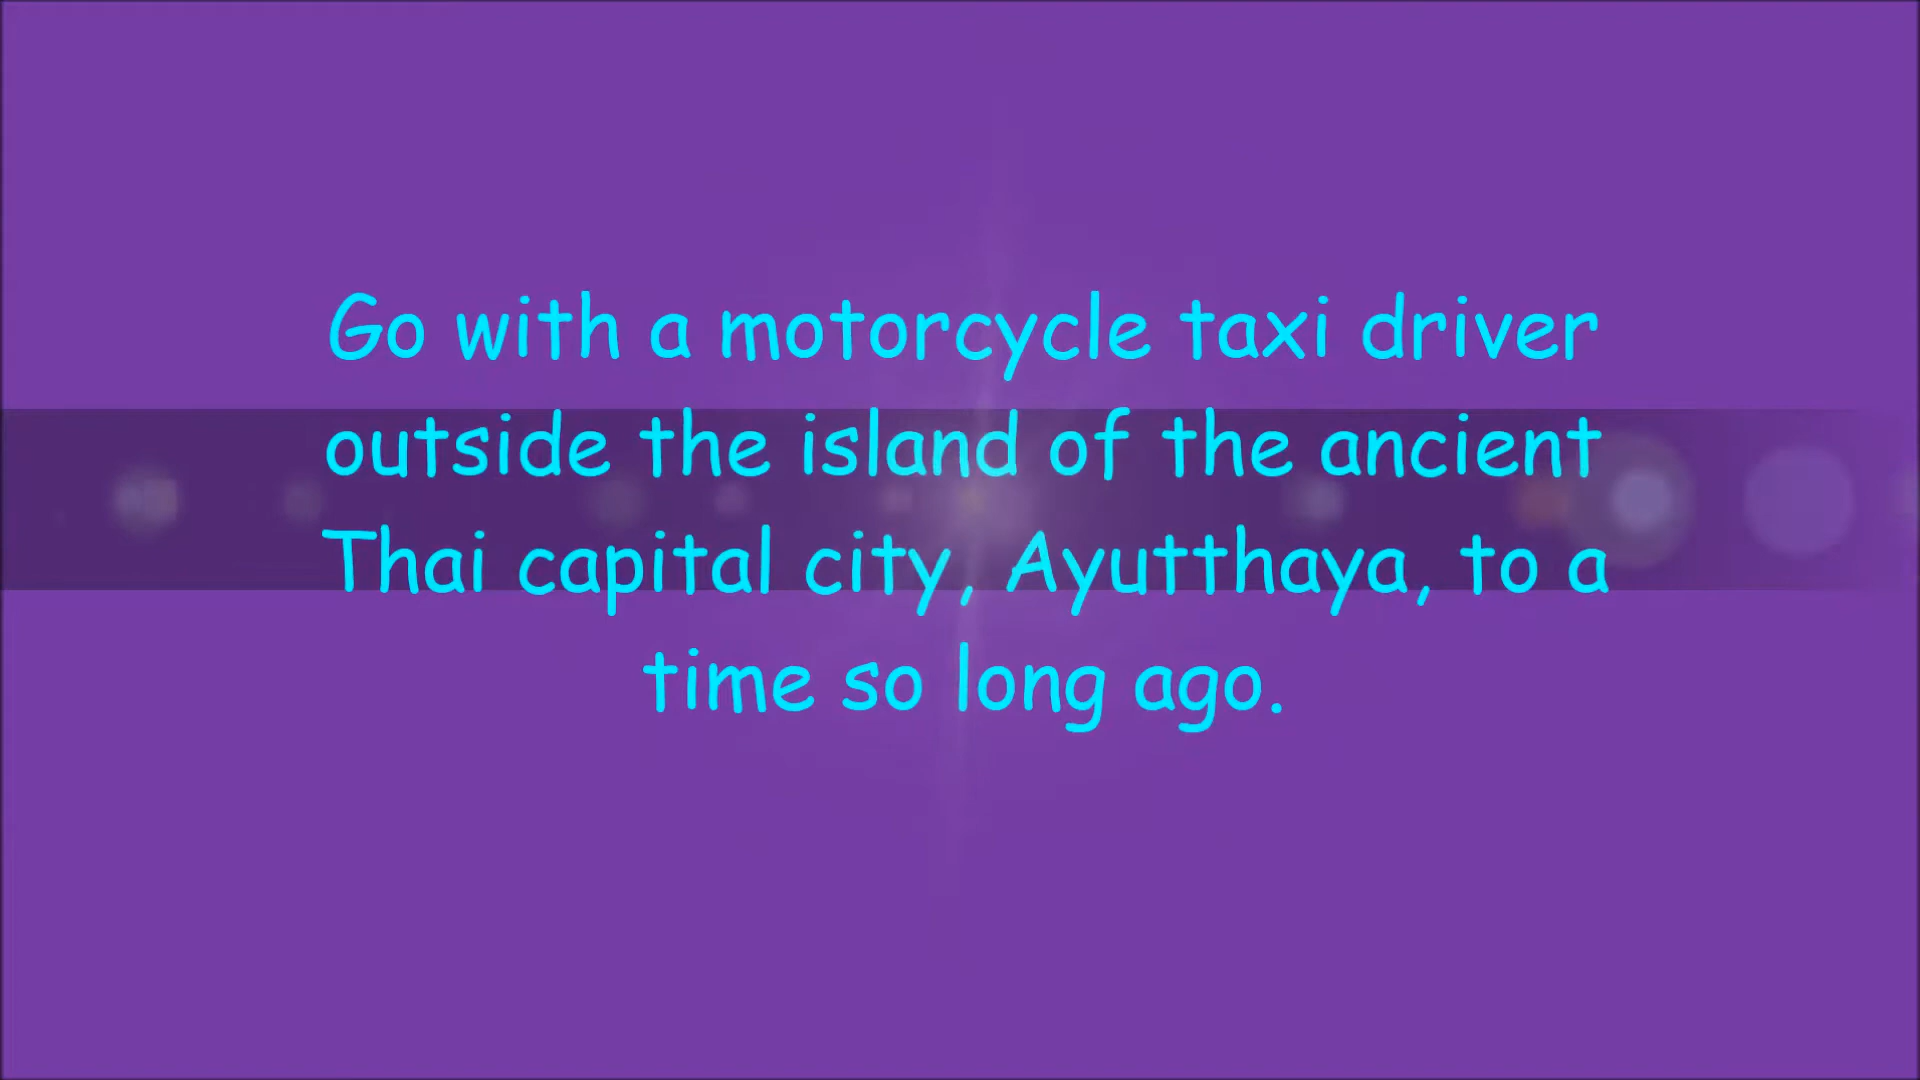 Go with a motorcycle taxi driver
outside the island of the ancient
Thai capital city, Ayutthaya, to a
time so long ago.